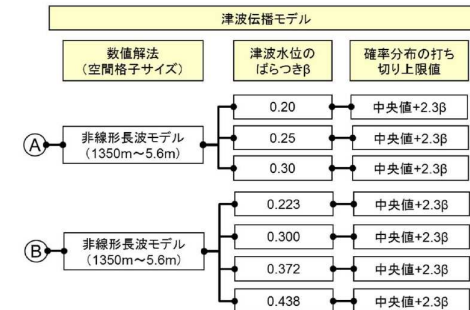 津波伝播モデル
数値解法
(空間格子サイズ)
津波水位の
ばらつきβ
確率分布の打ち
切り上限値
A
非線形長波モデル
(1350m～5.6m)
0.20
中央値+2.3β
0.25
中央値+2.3β
0.30
中央値+2.3β
B
非線形長波モデル
(1350m～5.6m)
0.223
中央値+2.3β
0.300
中央値+2.3β
0.372
中央値+2.3β
0.438
中央値+2.3β